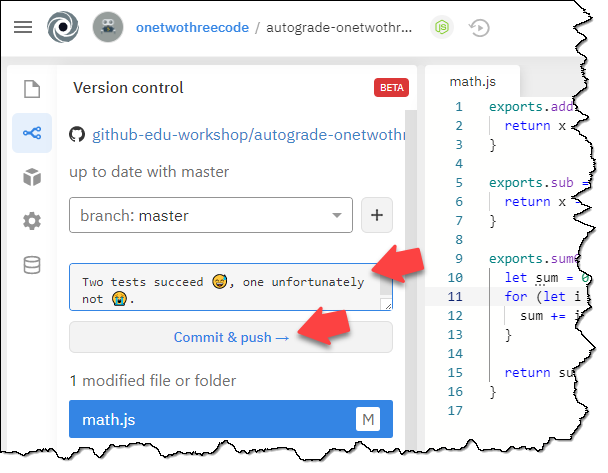 onetwothreecode / autograde-onetwothr...
Version control
BETA
github-edu-workshop/autograde-onetwothr
up to date with master
branch: master
+
Two tests succeed 😅, one unfortunately
not 😭.
Commit & push →
1 modified file or folder
math.js M
math.js
1 exports.add
2 return x
3 }
4
5 exports.sub =
6 return x -
7 }
8
9 exports.sum
10 let sum = 0
11 for (let i
12 sum += i
13 }
14
15 return su
16 }
17